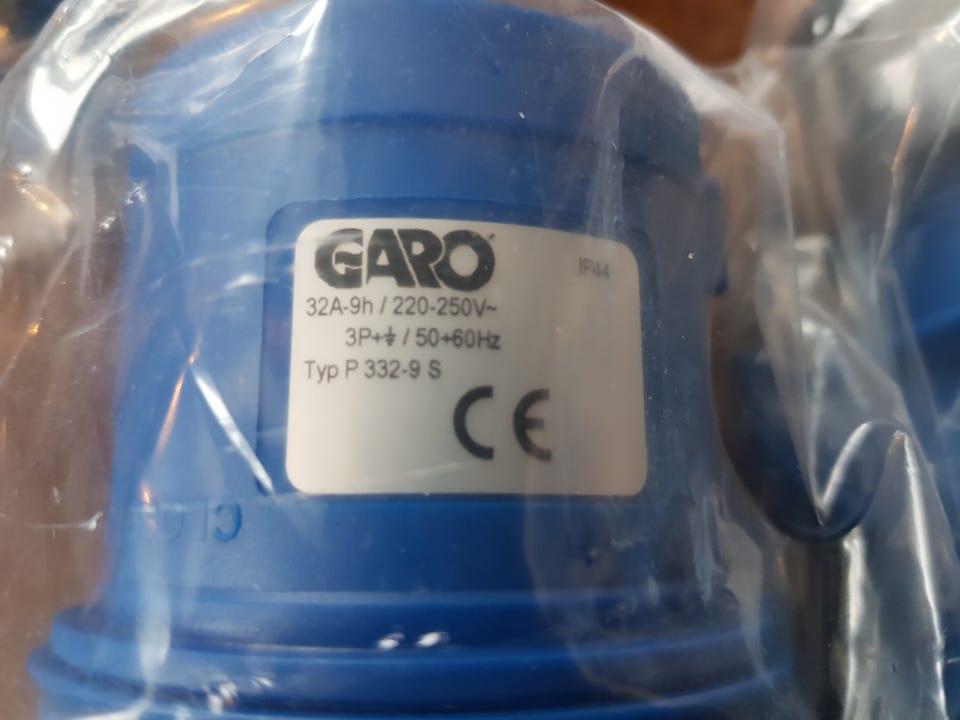 GARO
IP44
32A-9h / 220-250V~
3P+⏚ / 50+60Hz
Typ P 332-9 S
CE